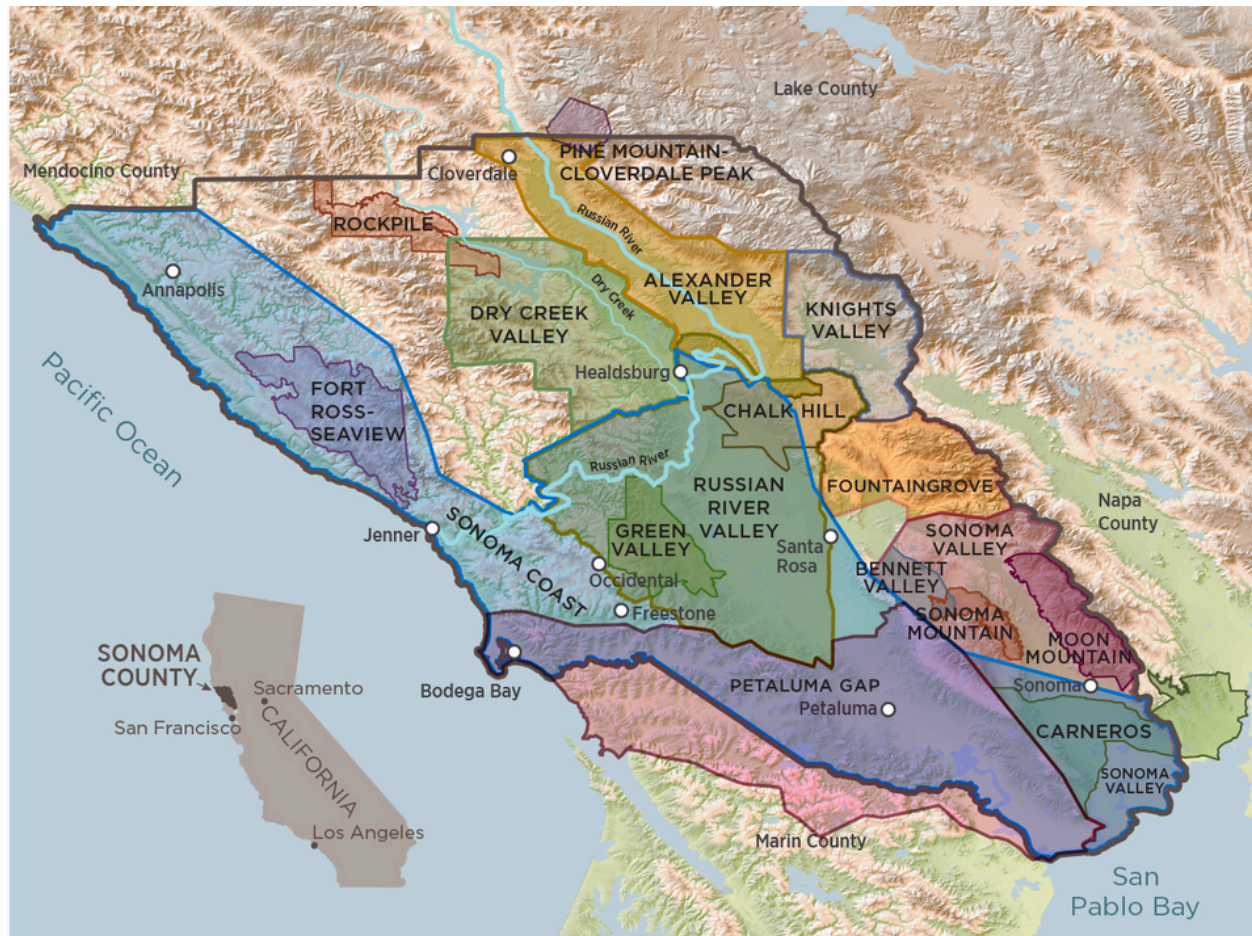 Lake County
Mendocino County
Cloverdale
PINE MOUNTAIN-
CLOVERDALE PEAK
ROCKPILE
Russian River
Annapolis
Dry Creek
ALEXANDER
VALLEY
DRY CREEK
VALLEY
KNIGHTS
VALLEY
Pacific Ocean
Healdsburg
FORT
ROSS-
SEAVIEW
CHALK HILL
Russian River
RUSSIAN
RIVER
VALLEY
FOUNTAINGROVE
Napa
County
Jenner
SONOMA COAST
GREEN
VALLEY
Santa
Rosa
SONOMA
VALLEY
BENNETT
VALLEY
Occidental
Freestone
SONOMA
MOUNTAIN
MOON
MOUNTAIN
Bodega Bay
PETALUMA GAP
Petaluma
Sonoma
CARNEROS
SONOMA
VALLEY
SONOMA
COUNTY
Sacramento
San Francisco
CALIFORNIA
Los Angeles
Marin County
San
Pablo Bay